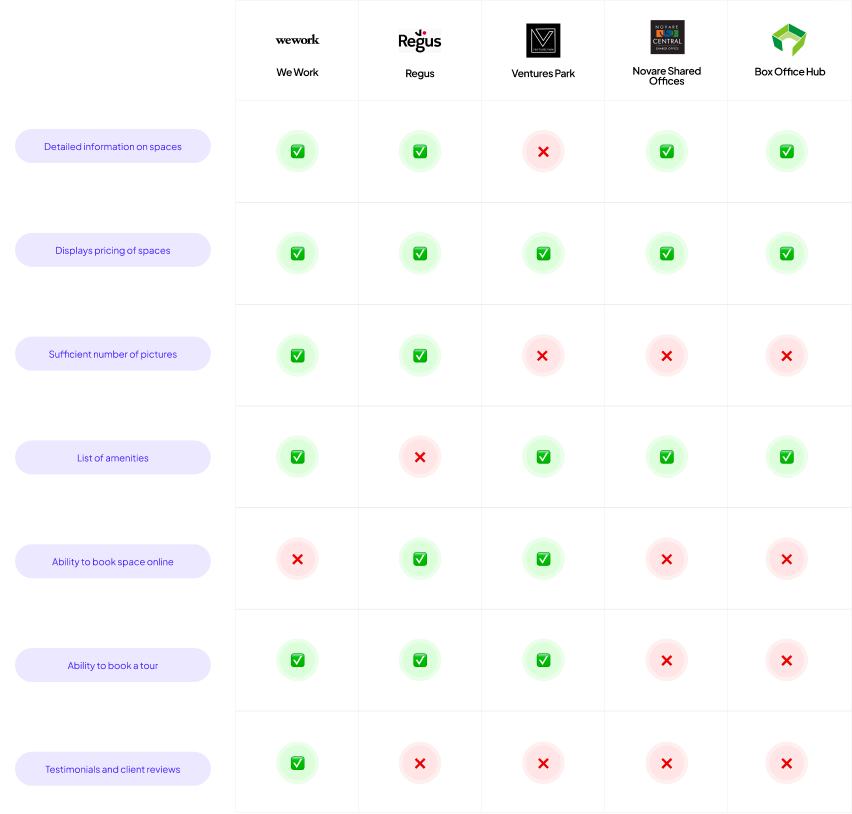 wework
Regus
V
VENTURES PARK
NOVARE
CENTRAL
SHARED OFFICE
We Work
Regus
Ventures Park
Novare Shared
Offices
Box Office Hub
Detailed information on spaces
Displays pricing of spaces
Sufficient number of pictures
List of amenities
Ability to book space online
Ability to book a tour
Testimonials and client reviews